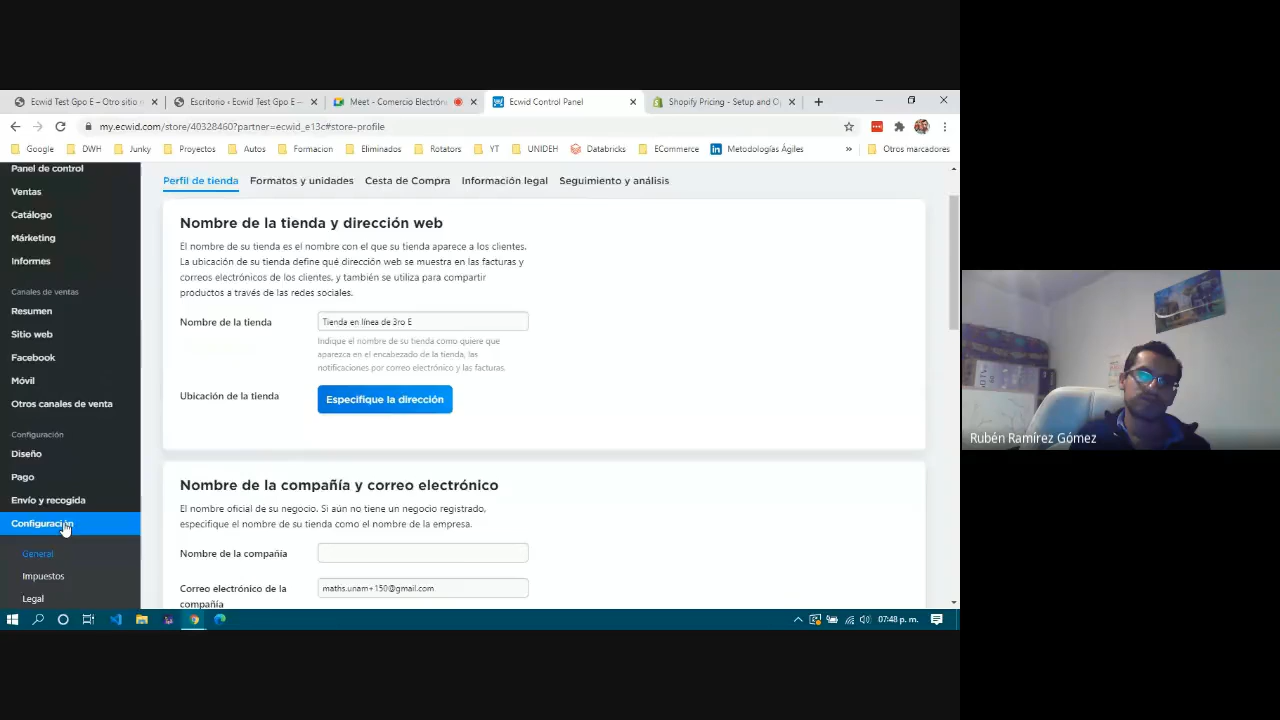 Ecwid Test Gpo E – Otro sitio
Escritorio ‹ Ecwid Test Gpo E —
Meet - Comercio Electrón
Ecwid Control Panel
Shopify Pricing - Setup and O
my.ecwid.com/store/40328460?partner=ecwid_e13c#store-profile
Google
DWH
Junky
Proyectos
Autos
Formacion
Eliminados
Rotators
YT
UNIDEH
Databricks
ECommerce
Metodologías Ágiles
»
Otros marcadores
Panel de control
Ventas
Catálogo
Márketing
Informes
Canales de ventas
Resumen
Sitio web
Facebook
Móvil
Otros canales de venta
Configuración
Diseño
Pago
Envío y recogida
Configuración
General
Impuestos
Legal
Perfil de tienda
Formatos y unidades
Cesta de Compra
Información legal
Seguimiento y análisis
Nombre de la tienda y dirección web
El nombre de su tienda es el nombre con el que su tienda aparece a los clientes.
La ubicación de su tienda define qué dirección web se muestra en las facturas y
correos electrónicos de los clientes, y también se utiliza para compartir
productos a través de las redes sociales.
Nombre de la tienda
Tienda en línea de 3ro E
Indique el nombre de su tienda como quiere que
aparezca en el encabezado de la tienda, las
notificaciones por correo electrónico y las facturas.
Ubicación de la tienda
Especifique la dirección
Nombre de la compañía y correo electrónico
El nombre oficial de su negocio. Si aún no tiene un negocio registrado,
especifique el nombre de su tienda como el nombre de la empresa.
Nombre de la compañía
Correo electrónico de la
compañía
maths.unam+150@gmail.com
07:48 p. m.
Rubén Ramírez Gómez